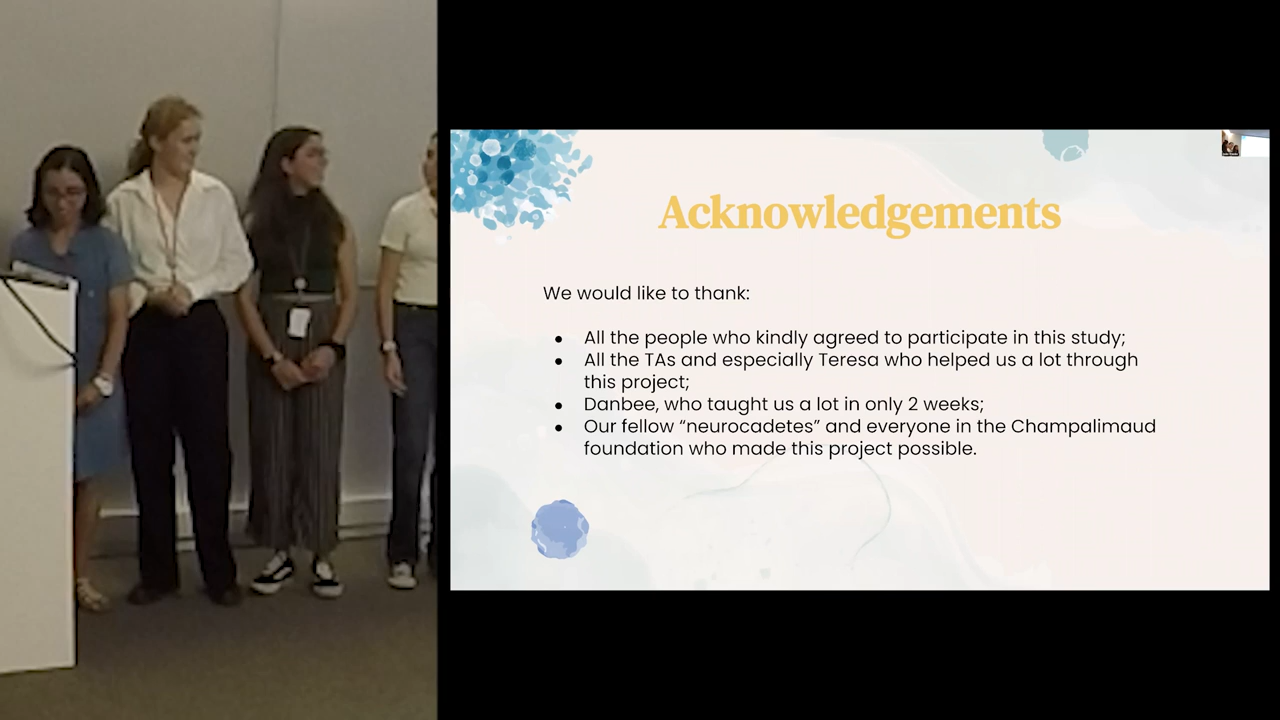 Acknowledgements
We would like to thank:
● All the people who kindly agreed to participate in this study;
● All the TAs and especially Teresa who helped us a lot through
this project;
● Danbee, who taught us a lot in only 2 weeks;
● Our fellow “neurocadetes” and everyone in the Champalimaud
foundation who made this project possible.